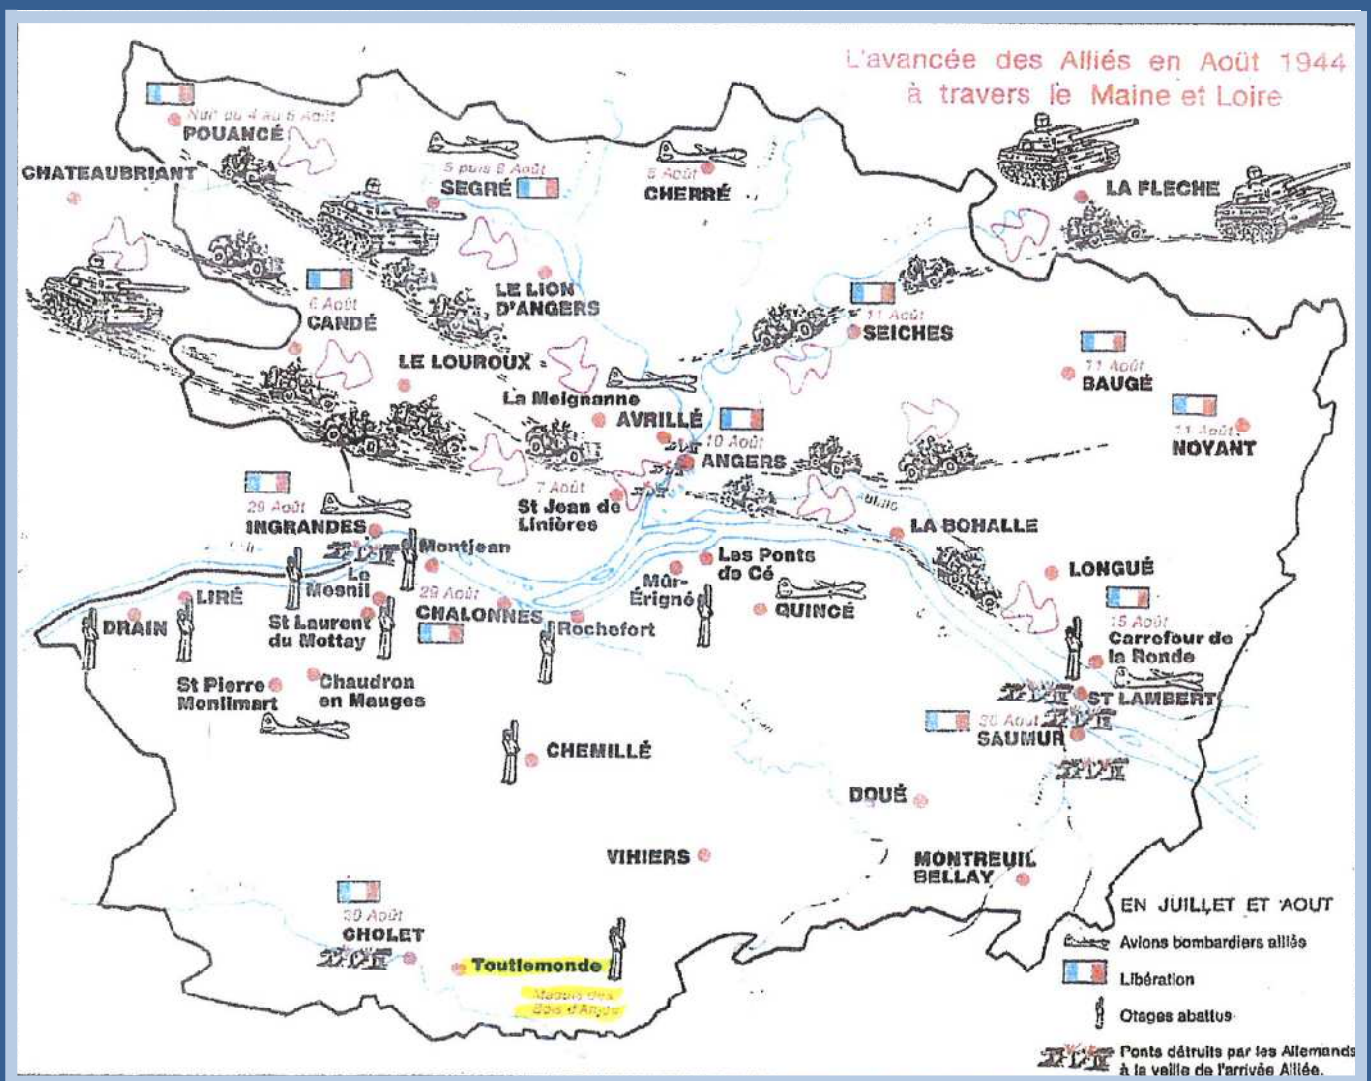 L'avancée des Alliés en Août 1944
à travers le Maine et Loire
Nuit du 4 au 5 Août
POUANCÉ
CHATEAUBRIANT
5 puis 8 Août
SEGRÉ
5 Août
CHERRÉ
LA FLECHE
LE LION
D'ANGERS
6 Août
CANDÉ
11 Août
SEICHES
LE LOUROUX
11 Août
BAUGÉ
La Meignanne
AVRILLÉ
10 Août
ANGERS
11 Août
NOYANT
7 Août
St Jean de
Linières
29 Août
INGRANDES
LA BOHALLE
Montjean
Les Ponts
de Cé
LONGUÉ
Le
Mesnil
Mûr-
Érigné
LIRÉ
29 Août
CHALONNES
QUINCÉ
DRAIN
St Laurent
du Mottay
Rochefort
15 Août
Carrefour de
la Ronde
St Pierre
Montlimart
Chaudron
en Mauges
ST LAMBERT
30 Août
SAUMUR
CHEMILLÉ
DOUÉ
VIHIERS
MONTREUIL
BELLAY
30 Août
CHOLET
Toutlemonde
Maquis des
Bois d'Anjou
EN JUILLET ET AOUT
Avions bombardiers alliés
Libération
Otages abattus
Ponts détruits par les Allemands
à la veille de l'arrivée Alliée.